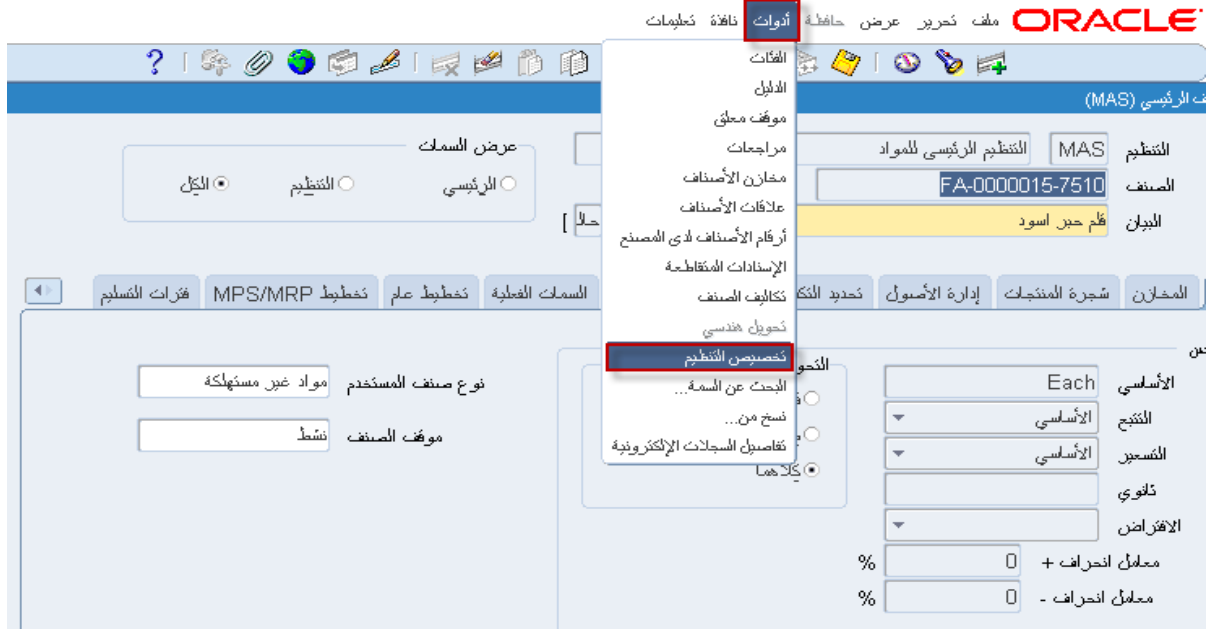 ORACLE
ملف تحرير عرض حافظة أدوات نافذة تعليمات
الفئات
الدليل
موقف معلق
مراجعات
مخازن الأصناف
علاقات الأصناف
أرقام الأصناف لدى المصنع
الإسنادات المتقاطعة
تكاليف الصنف
تحويل هندسي
تخصيص التنظيم
البحث عن السمة...
نسخ من...
تفاصيل السجلات الإلكترونية
ف الرئيسي (MAS)
التنظيم MAS التنظيم الرئيسى للمواد
الصنف FA-0000015-7510
البيان قلم حبر اسود
[ حالا
عرض السمات
الرئيسي التنظيم الكل
المخازن شجرة المنتجات إدارة الأصول تحديد التك السمات الفعلية تخطيط عام تخطيط MPS/MRP فترات التسليم
الأساسي Each
التتبع الأساسي
التسعير الأساسي
ثانوي
الافتراض
معامل انحراف + 0 %
معامل انحراف - 0 %
التحو
كلاهما
نوع صنف المستخدم مواد غير مستهلكة
موقف الصنف نشط